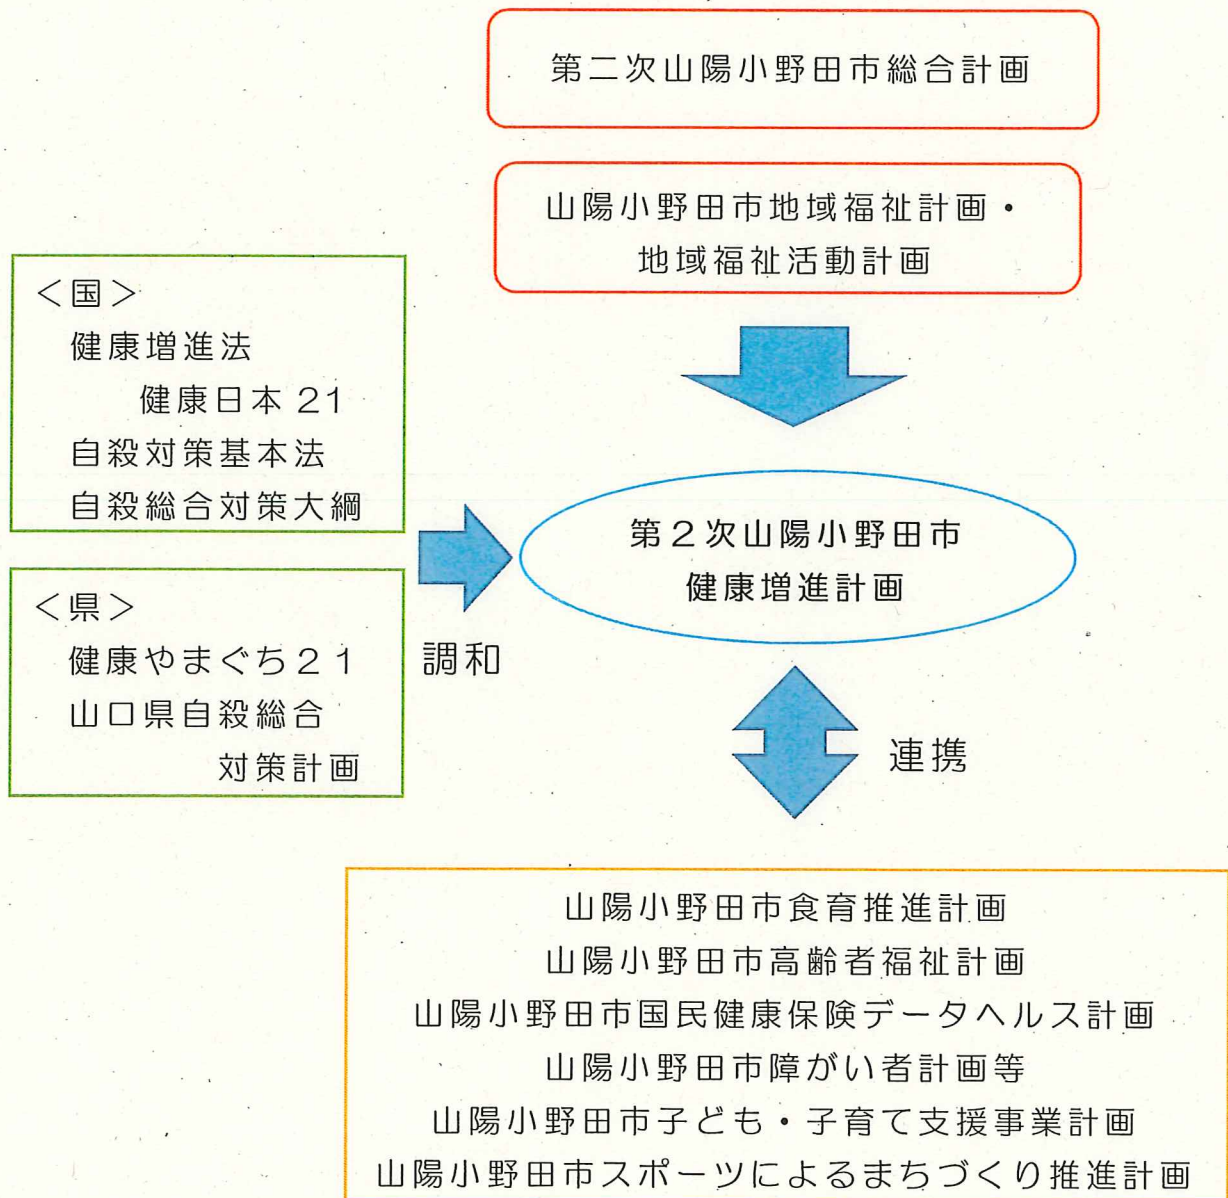 第二次山陽小野田市総合計画
山陽小野田市地域福祉計画・
地域福祉活動計画
＜国＞
健康増進法
健康日本 21
自殺対策基本法
自殺総合対策大綱
＜県＞
健康やまぐち２１
山口県自殺総合
対策計画
調和
第２次山陽小野田市
健康増進計画
連携
山陽小野田市食育推進計画
山陽小野田市高齢者福祉計画
山陽小野田市国民健康保険データヘルス計画
山陽小野田市障がい者計画等
山陽小野田市子ども・子育て支援事業計画
山陽小野田市スポーツによるまちづくり推進計画